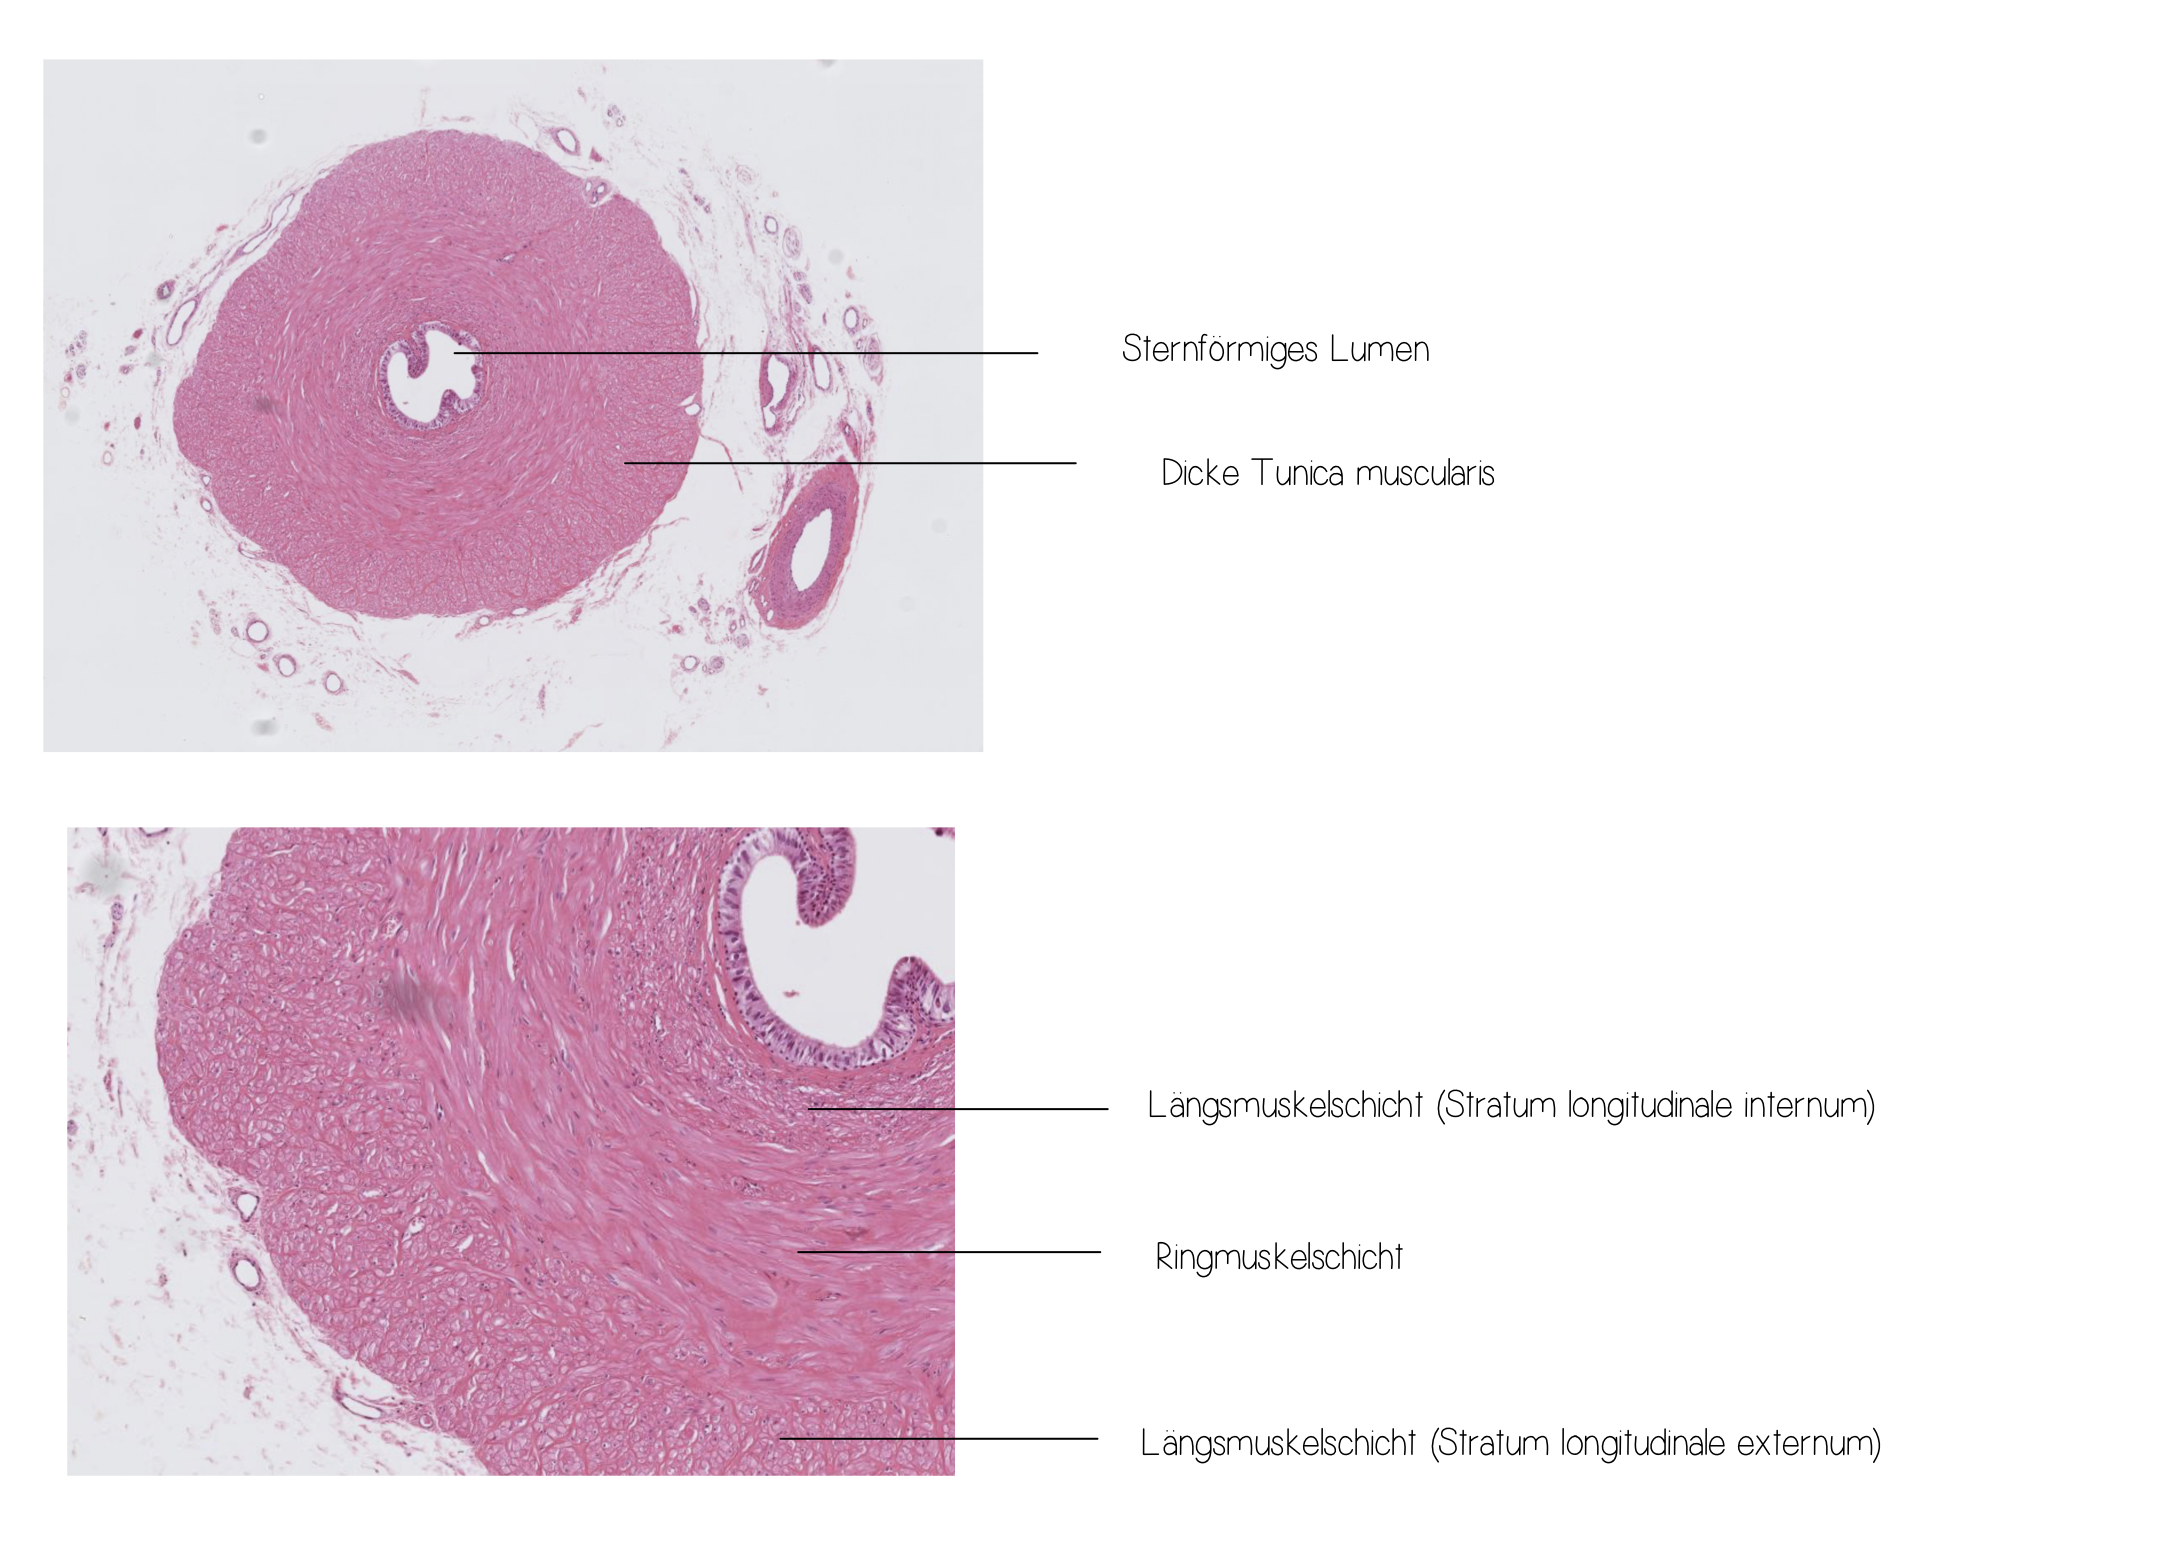 Sternförmiges Lumen
Dicke Tunica muscularis
Längsmuskelschicht (Stratum longitudinale internum)
Ringmuskelschicht
Längsmuskelschicht (Stratum longitudinale externum)